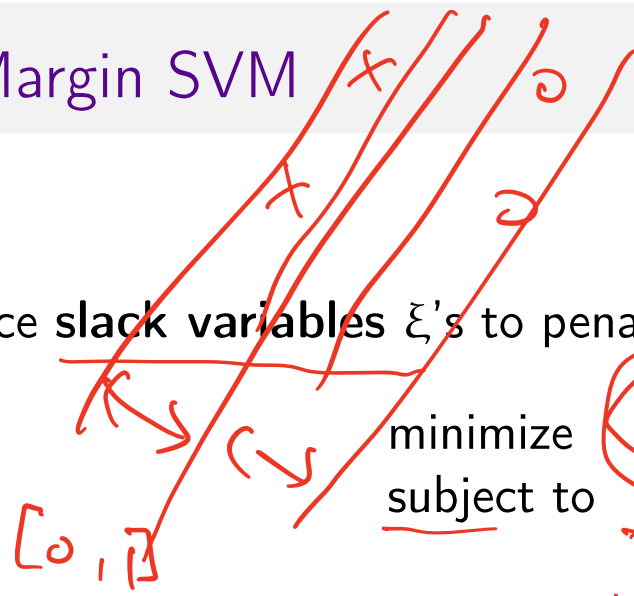 Margin SVM
x
x
ce slack variables ξ's to pena
minimize
subject to
[0, 1]